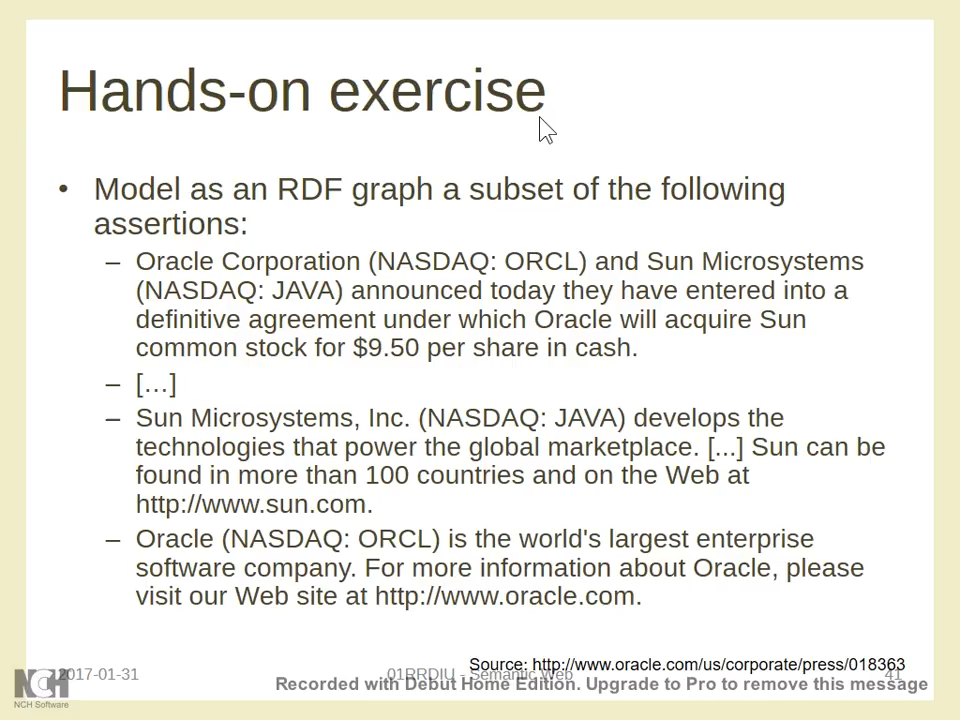 Hands-on exercise
• Model as an RDF graph a subset of the following
assertions:
– Oracle Corporation (NASDAQ: ORCL) and Sun Microsystems
(NASDAQ: JAVA) announced today they have entered into a
definitive agreement under which Oracle will acquire Sun
common stock for $9.50 per share in cash.
– […]
– Sun Microsystems, Inc. (NASDAQ: JAVA) develops the
technologies that power the global marketplace. [...] Sun can be
found in more than 100 countries and on the Web at
http://www.sun.com.
– Oracle (NASDAQ: ORCL) is the world's largest enterprise
software company. For more information about Oracle, please
visit our Web site at http://www.oracle.com.
Source: http://www.oracle.com/us/corporate/press/018363
2017-01-31 01RRDIU - Semantic Web 41
Recorded with Debut Home Edition. Upgrade to Pro to remove this message
NCH
NCH Software